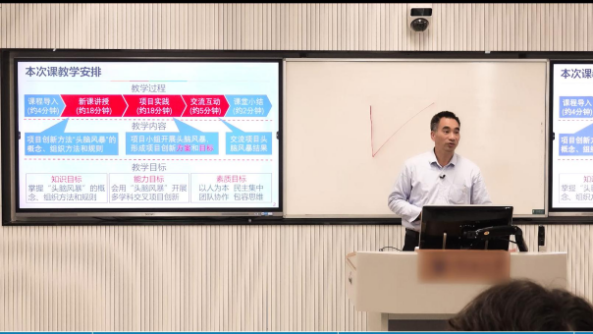 本次课教学安排
教学过程
课程导入 新课讲授 项目实践 交流互动 课堂小结
(约4分钟) (约18分钟) (约18分钟) (约5分钟) (约2分钟)
教学内容
项目创新方法"头脑风暴"的 项目小组开展头脑风暴, 交流项目头
概念、组织方法和规则 形成项目创新方案和目标 脑风暴结果
教学目标
知识目标 能力目标 素质目标
掌握"头脑风暴"的概 会用"头脑风暴"开展 以人为本 民主集中
念、组织方法和规则 多学科交叉项目创新 团队协作 包容思维
本次课
课程导入
(约4分钟)
项目创新
概念、组
知识
掌握"头
念、组织